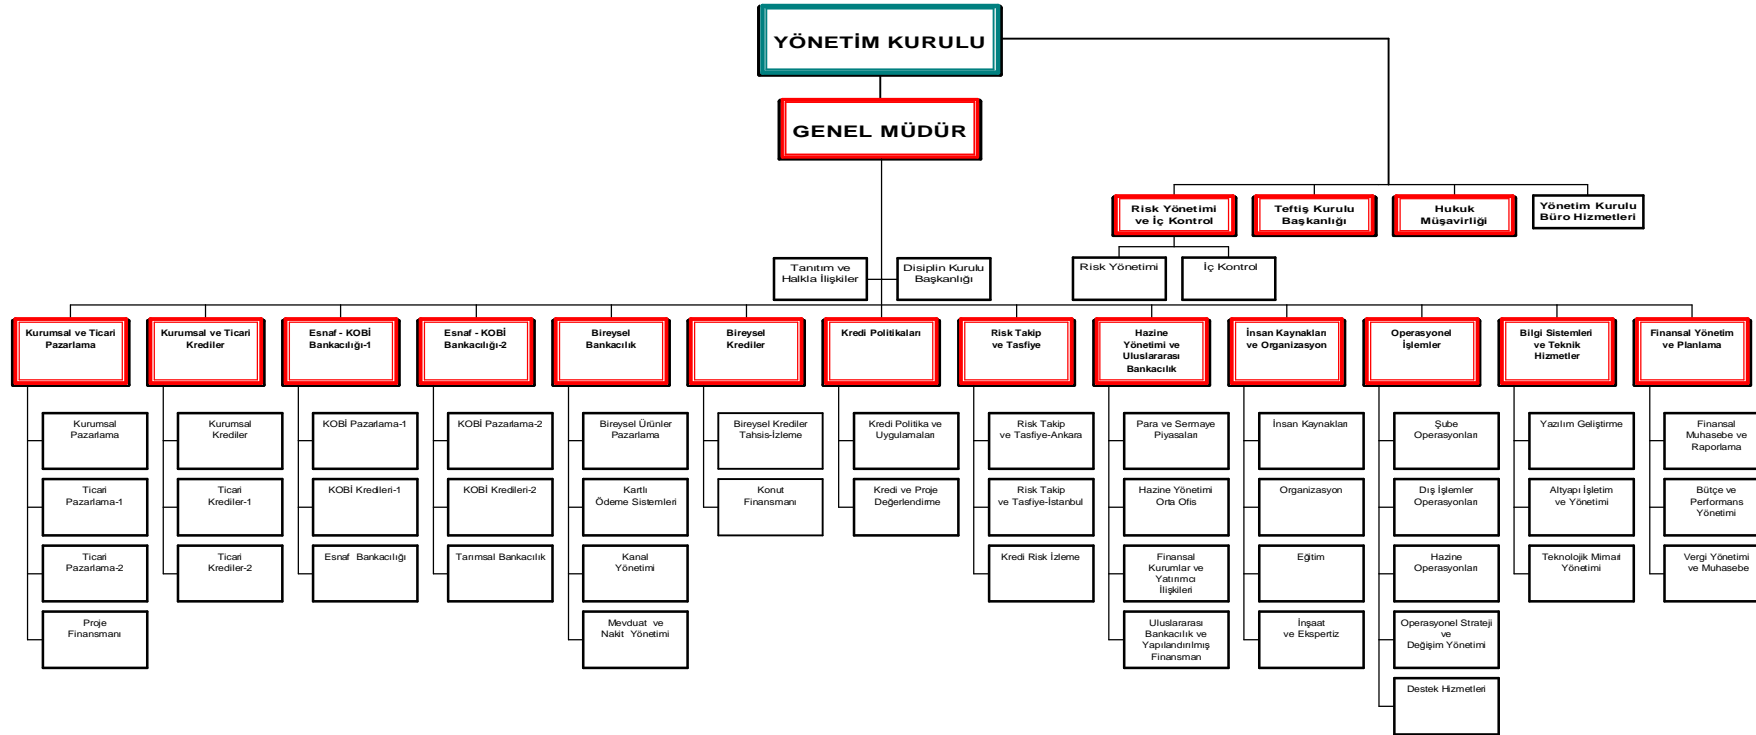 YÖNETİM KURULU
GENEL MÜDÜR
Risk Yönetimi
ve İç Kontrol
Teftiş Kurulu
Başkanlığı
Hukuk
Müşavirliği
Yönetim Kurulu
Büro Hizmetleri
Risk Yönetimi
İç Kontrol
Tanıtım ve
Halkla İlişkiler
Disiplin Kurulu
Başkanlığı
Kurumsal ve Ticari
Pazarlama
Kurumsal ve Ticari
Krediler
Esnaf - KOBİ
Bankacılığı-1
Esnaf - KOBİ
Bankacılığı-2
Bireysel
Bankacılık
Bireysel
Krediler
Kredi Politikaları
Risk Takip
ve Tasfiye
Hazine
Yönetimi ve
Uluslararası
Bankacılık
İnsan Kaynakları
ve Organizasyon
Operasyonel
İşlemler
Bilgi Sistemleri
ve Teknik
Hizmetler
Finansal Yönetim
ve Planlama
Kurumsal
Pazarlama
Kurumsal
Krediler
KOBİ Pazarlama-1
KOBİ Pazarlama-2
Bireysel Ürünler
Pazarlama
Bireysel Krediler
Tahsis-İzleme
Kredi Politika ve
Uygulamaları
Risk Takip
ve Tasfiye-Ankara
Para ve Sermaye
Piyasaları
İnsan Kaynakları
Şube
Operasyonları
Yazılım Geliştirme
Finansal
Muhasebe ve
Raporlama
Ticari
Pazarlama-1
Ticari
Krediler-1
KOBİ Kredileri-1
KOBİ Kredileri-2
Kartlı
Ödeme Sistemleri
Konut
Finansmanı
Kredi ve Proje
Değerlendirme
Risk Takip
ve Tasfiye-İstanbul
Hazine Yönetimi
Orta Ofis
Organizasyon
Dış İşlemler
Operasyonları
Altyapı İşletim
ve Yönetimi
Bütçe ve
Performans
Yönetimi
Ticari
Pazarlama-2
Ticari
Krediler-2
Esnaf Bankacılığı
Tarımsal Bankacılık
Kanal
Yönetimi
Kredi Risk İzleme
Finansal
Kurumlar ve
Yatırımcı
İlişkileri
Eğitim
Hazine
Operasyonları
Teknolojik Mimari
Yönetimi
Vergi Yönetimi
ve Muhasebe
Proje
Finansmanı
Mevduat ve
Nakit Yönetimi
Uluslararası
Bankacılık ve
Yapılandırılmış
Finansman
İnşaat
ve Ekspertiz
Operasyonel Strateji
ve
Değişim Yönetimi
Destek Hizmetleri